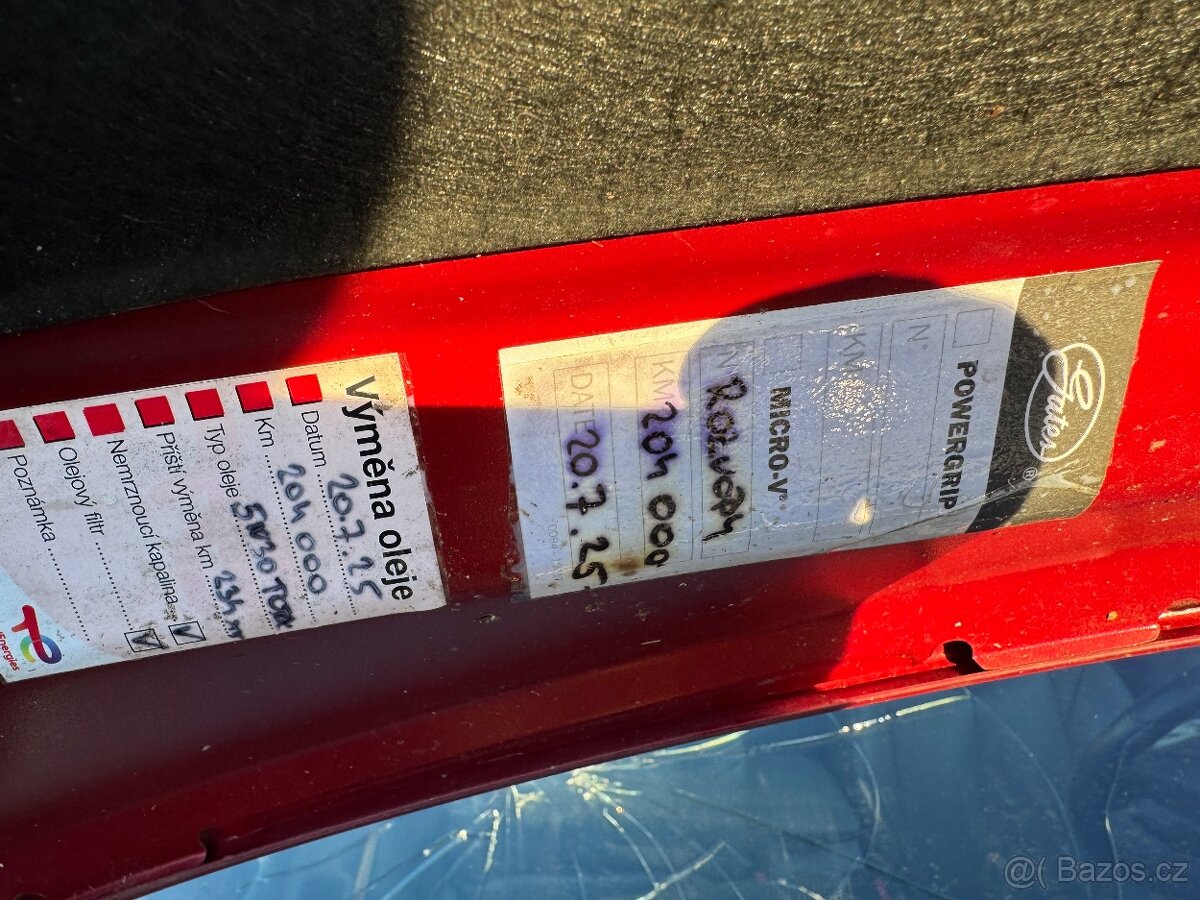 Výměna oleje
Datum 20.7.25
Km 204 000
Typ oleje 5W30 TOTAL
Příští výměna km
Nemrznoucí kapalina
Olejový filtr
Poznámka
TotalEnergies
Gates®
POWERGRIP
N°
KM
MICRO-V®
N° Rozvody
KM 204 000
DATE 20.7.25
Bazos.cz